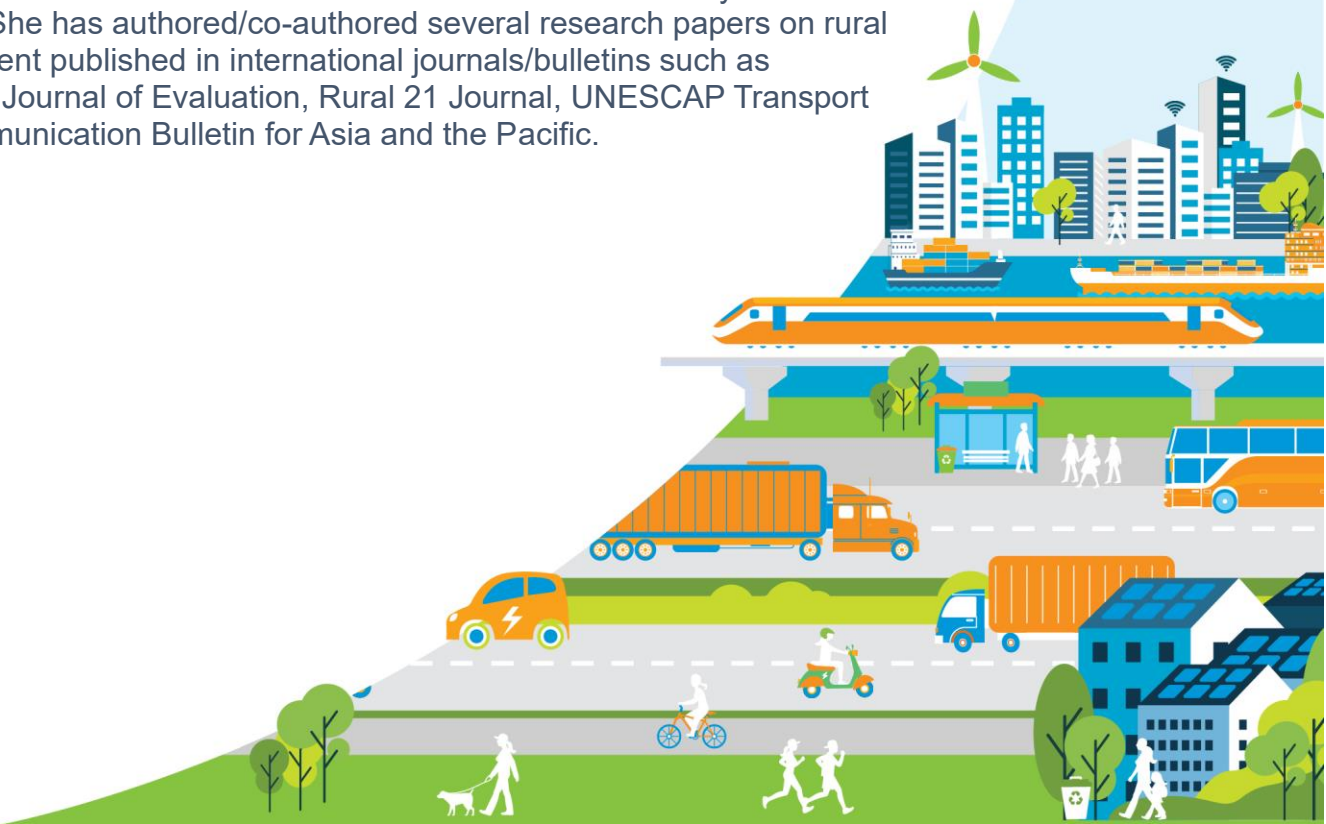 She has authored/co-authored several research papers on rural
ent published in international journals/bulletins such as
Journal of Evaluation, Rural 21 Journal, UNESCAP Transport
munication Bulletin for Asia and the Pacific.